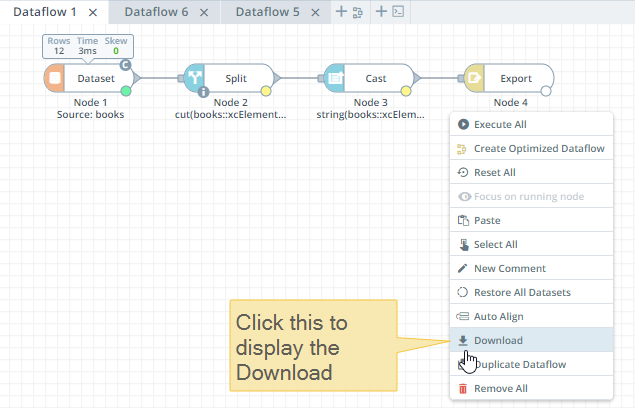 Dataflow 1
Dataflow 6
Dataflow 5
Rows Time Skew
12 3ms 0
C
Dataset
Split
Cast
Export
Node 1
Node 2
Node 3
Node 4
Source: books
cut(books::xcElement...
string(books::xcElem...
Execute All
Create Optimized Dataflow
Reset All
Focus on running node
Paste
Select All
New Comment
Restore All Datasets
Auto Align
Download
Duplicate Dataflow
Remove All
Click this to
display the
Download